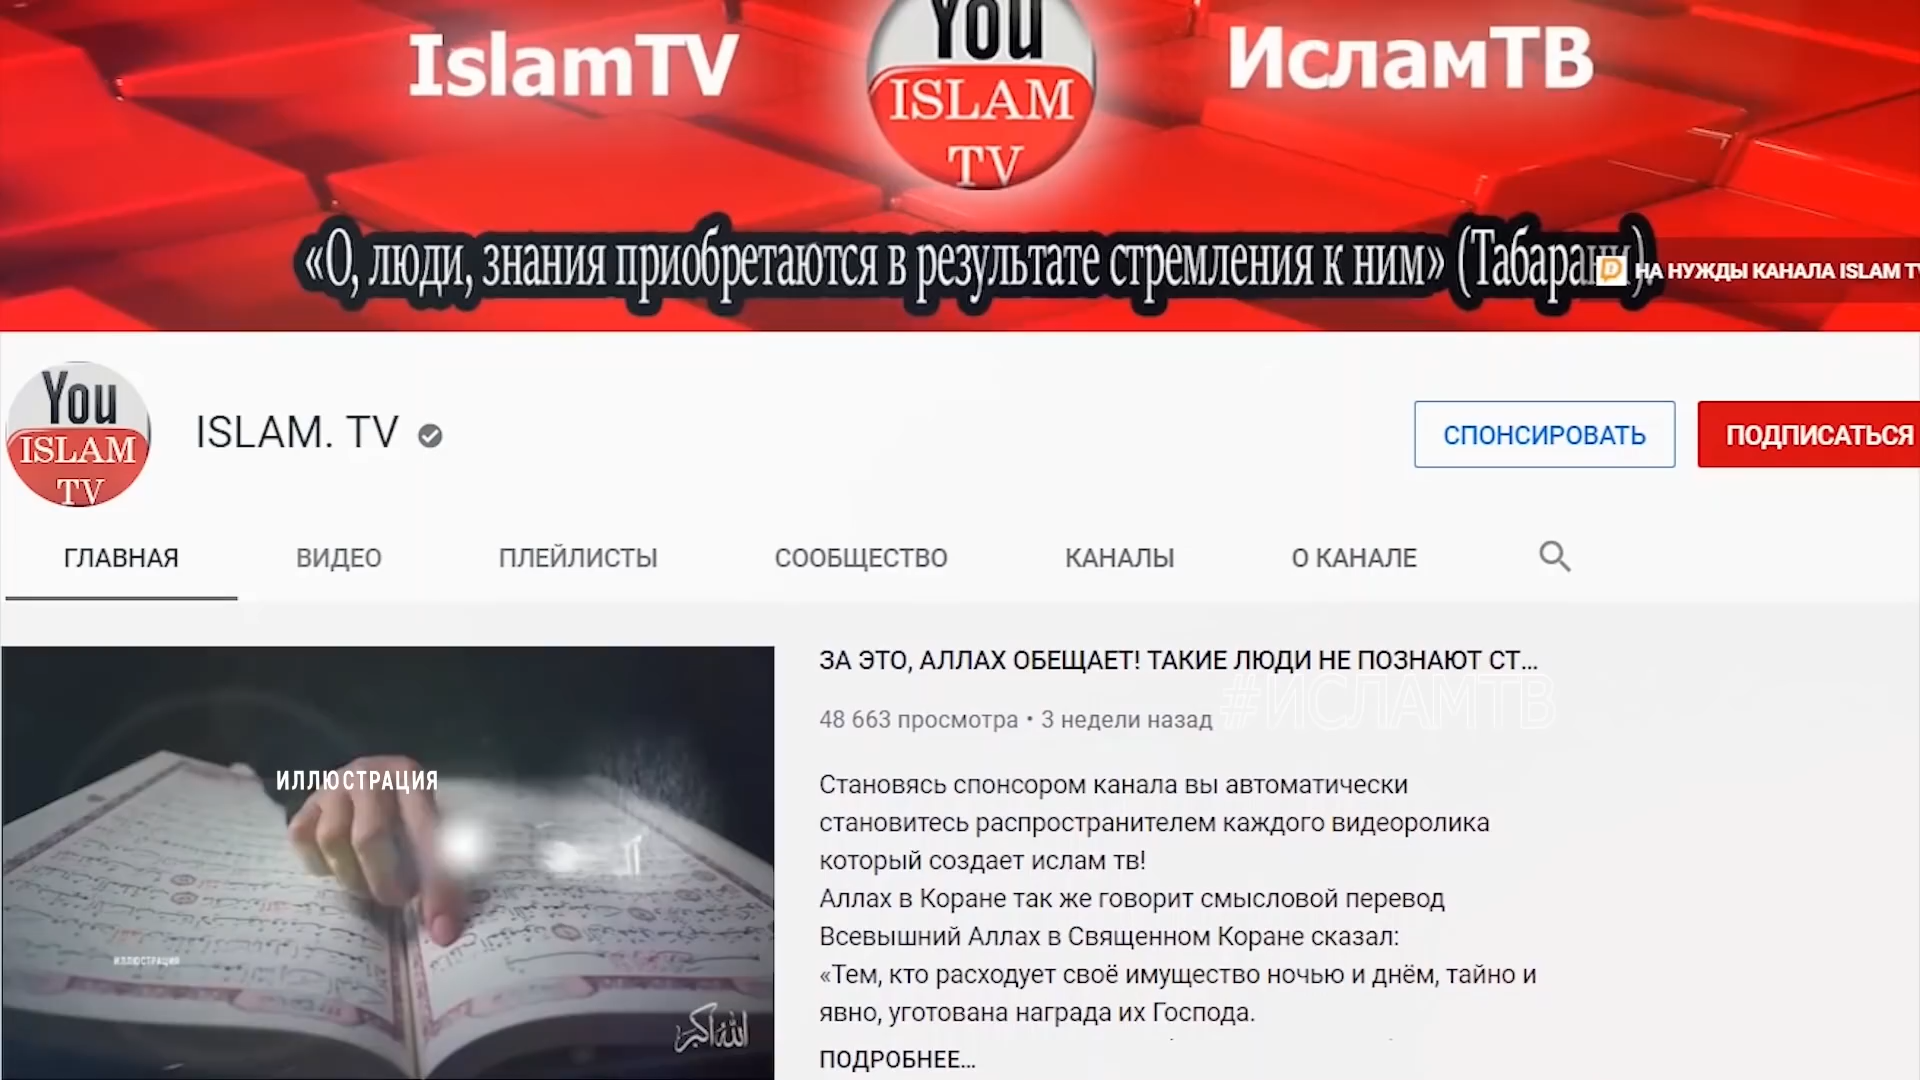 IslamTV
You
ISLAM
TV
ИсламТВ
«О, люди, знания приобретаются в результате стремления к ним» (Табарани).
НА НУЖДЫ КАНАЛА ISLAM TV
You
ISLAM
TV
ISLAM. TV
СПОНСИРОВАТЬ
ПОДПИСАТЬСЯ
ГЛАВНАЯ
ВИДЕО
ПЛЕЙЛИСТЫ
СООБЩЕСТВО
КАНАЛЫ
О КАНАЛЕ
ЗА ЭТО, АЛЛАХ ОБЕЩАЕТ! ТАКИЕ ЛЮДИ НЕ ПОЗНАЮТ СТ...
#ИСЛАМТВ
48 663 просмотра • 3 недели назад
ИЛЛЮСТРАЦИЯ
Становясь спонсором канала вы автоматически
становитесь распространителем каждого видеоролика
который создает ислам тв!
Аллах в Коране так же говорит смысловой перевод
Всевышний Аллах в Священном Коране сказал:
«Тем, кто расходует своё имущество ночью и днём, тайно и
явно, уготована награда их Господа.
ИЛЛЮСТРАЦИЯ
الله أكبر
ПОДРОБНЕЕ...